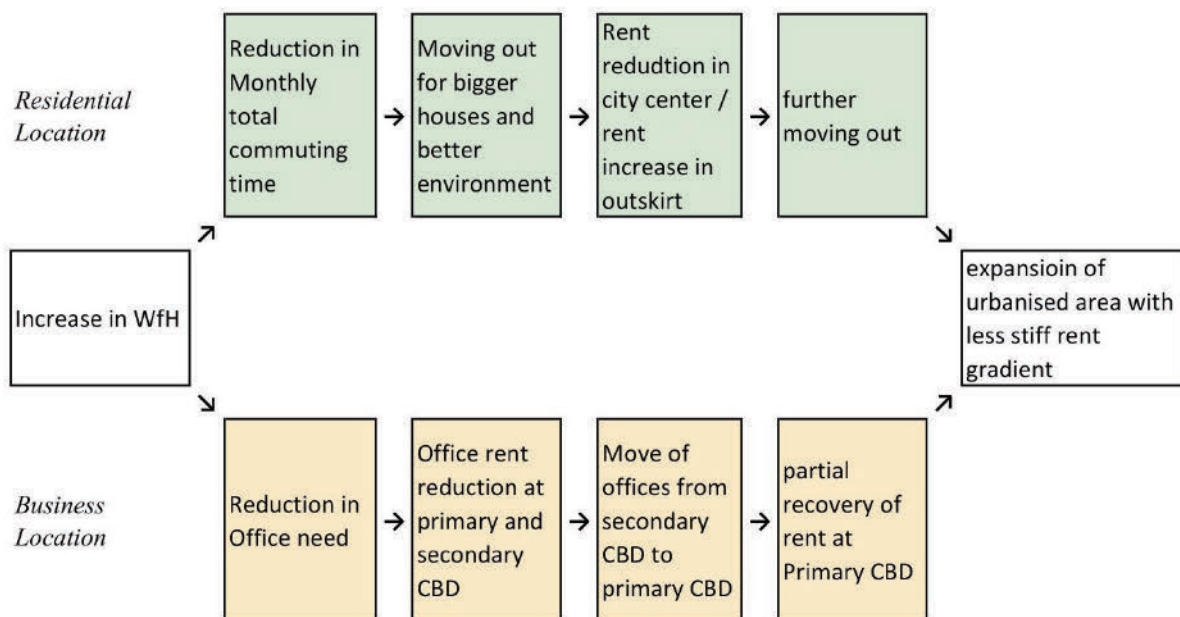 Residential
Location
Reduction in
Monthly
total
commuting
time
→
Moving out
for bigger
houses and
better
environment
→
Rent
redudtion in
city center /
rent
increase in
outskirt
→
further
moving out
Increase in WfH
expansioin of
urbanised area with
less stiff rent
gradient
Business
Location
Reduction in
Office need
→
Office rent
reduction at
primary and
secondary
CBD
→
Move of
offices from
secondary
CBD to
primary CBD
→
partial
recovery of
rent at
Primary CBD